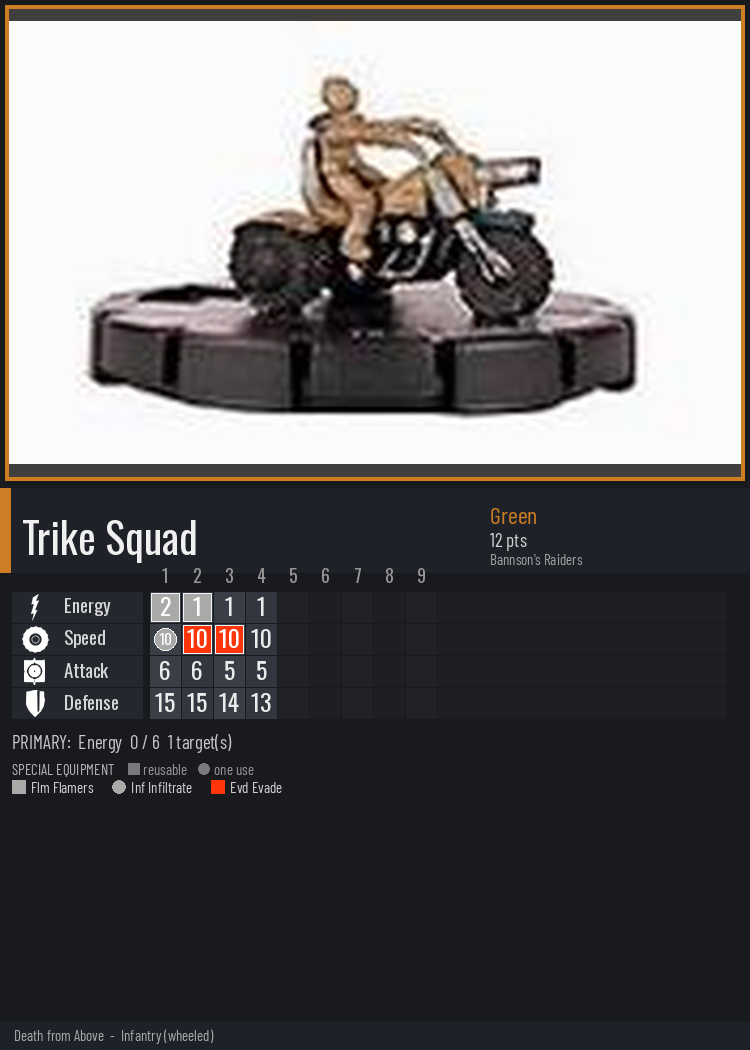 Trike Squad
Green
12 pts
Bannson's Raiders
1 2 3 4 5 6 7 8 9
Energy 2 1 1 1
Speed 10 10 10 10
Attack 6 6 5 5
Defense 15 15 14 13
PRIMARY: Energy 0 / 6 1 target(s)
SPECIAL EQUIPMENT reusable one use
Flm Flamers Inf Infiltrate Evd Evade
Death from Above - Infantry (wheeled)